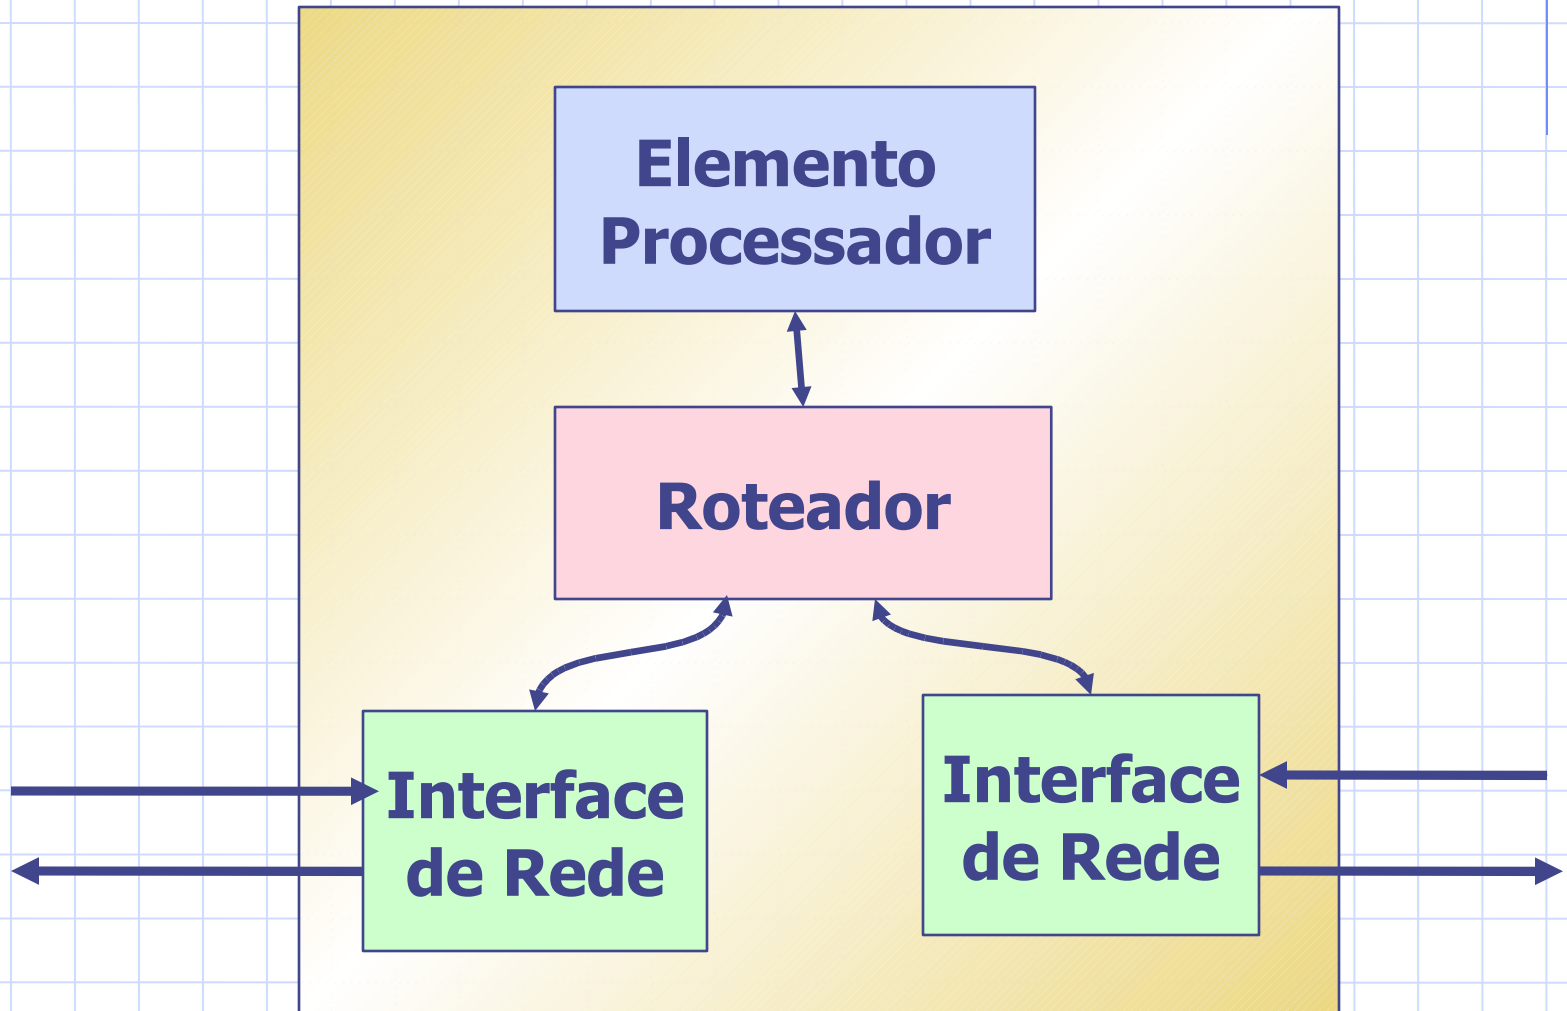 Elemento
Processador
Roteador
Interface
de Rede
Interface
de Rede